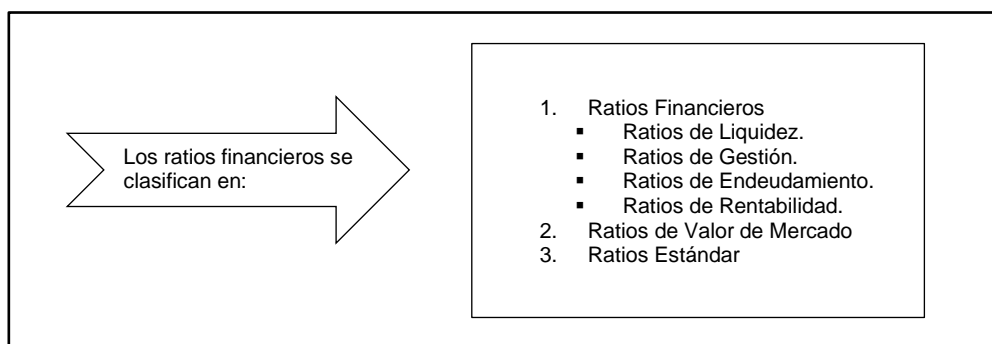 Los ratios financieros se
clasifican en:
1. Ratios Financieros
▪ Ratios de Liquidez.
▪ Ratios de Gestión.
▪ Ratios de Endeudamiento.
▪ Ratios de Rentabilidad.
2. Ratios de Valor de Mercado
3. Ratios Estándar